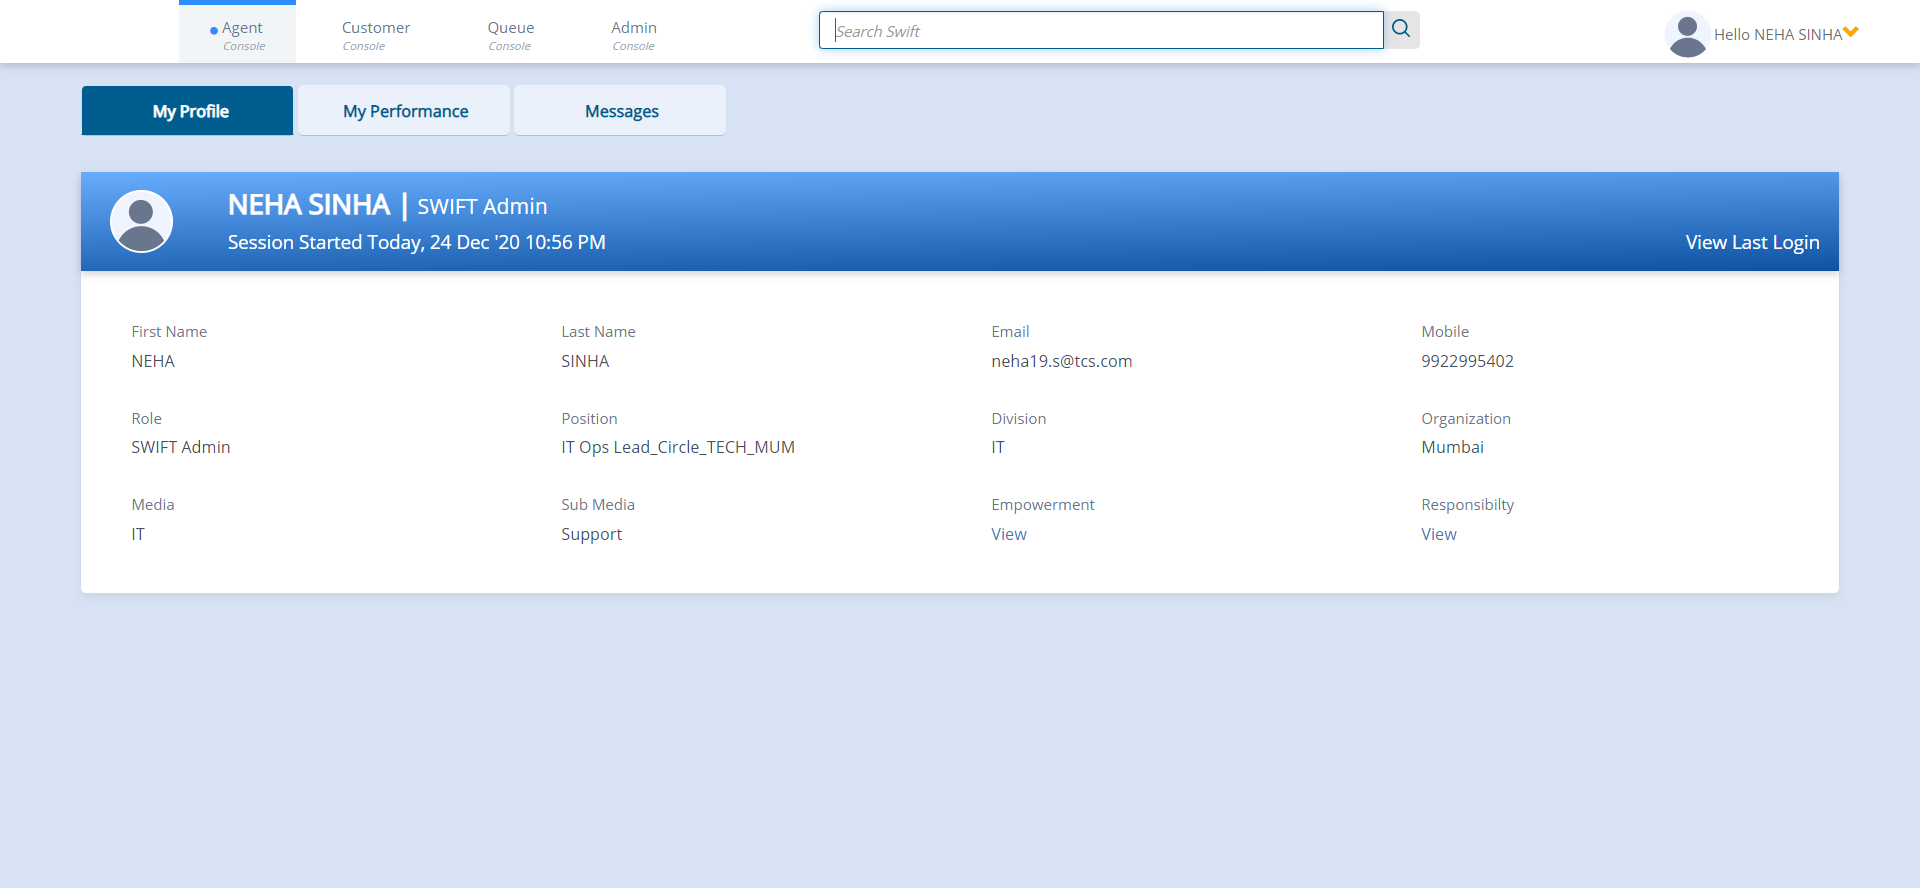 Agent
Console
Customer
Console
Queue
Console
Admin
Console
Search Swift
Hello NEHA SINHA
My Profile
My Performance
Messages
NEHA SINHA | SWIFT Admin
Session Started Today, 24 Dec '20 10:56 PM
View Last Login
First Name
NEHA
Last Name
SINHA
Email
neha19.s@tcs.com
Mobile
9922995402
Role
SWIFT Admin
Position
IT Ops Lead_Circle_TECH_MUM
Division
IT
Organization
Mumbai
Media
IT
Sub Media
Support
Empowerment
View
Responsibilty
View